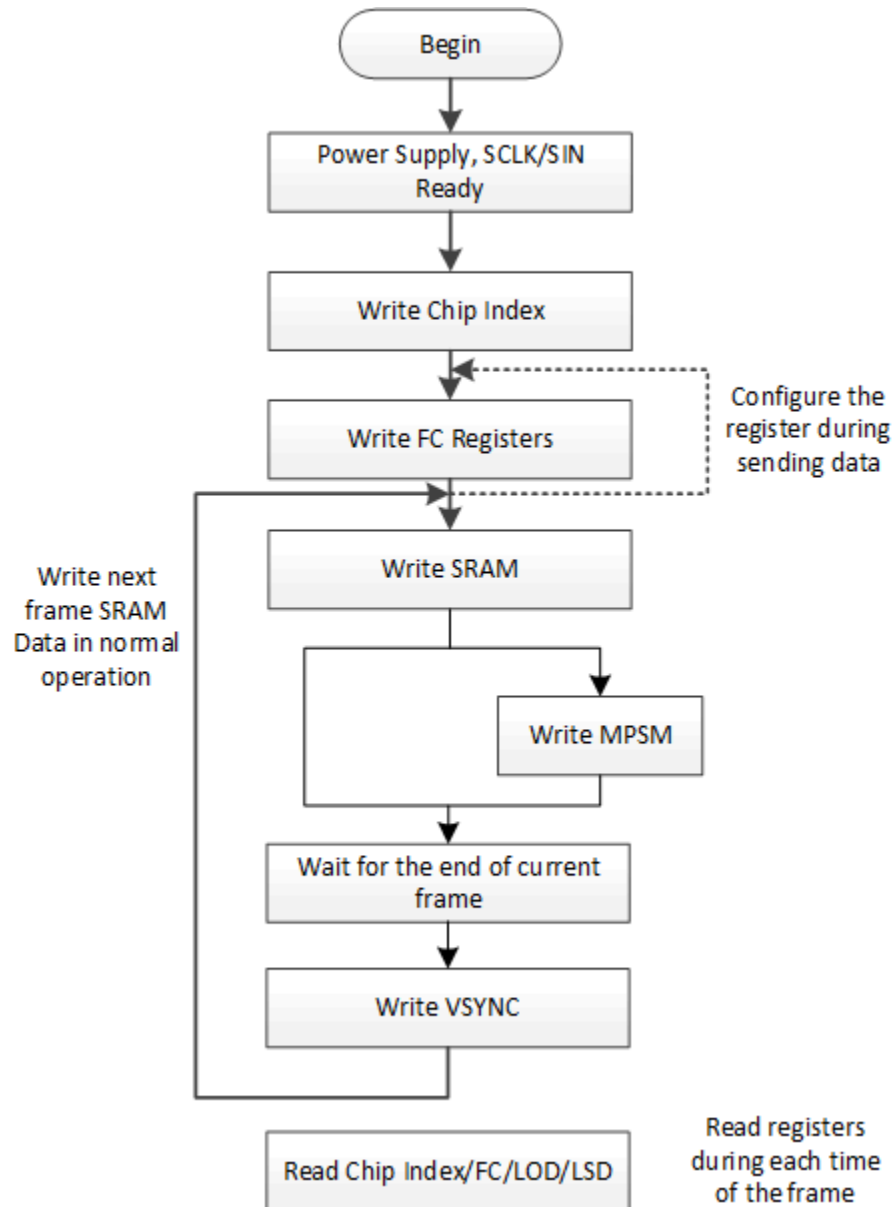 Begin
Power Supply, SCLK/SIN
Ready
Write Chip Index
Configure the
register during
sending data
Write FC Registers
Write SRAM
Write next
frame SRAM
Data in normal
operation
Write MPSM
Wait for the end of current
frame
Write VSYNC
Read Chip Index/FC/LOD/LSD
Read registers
during each time
of the frame